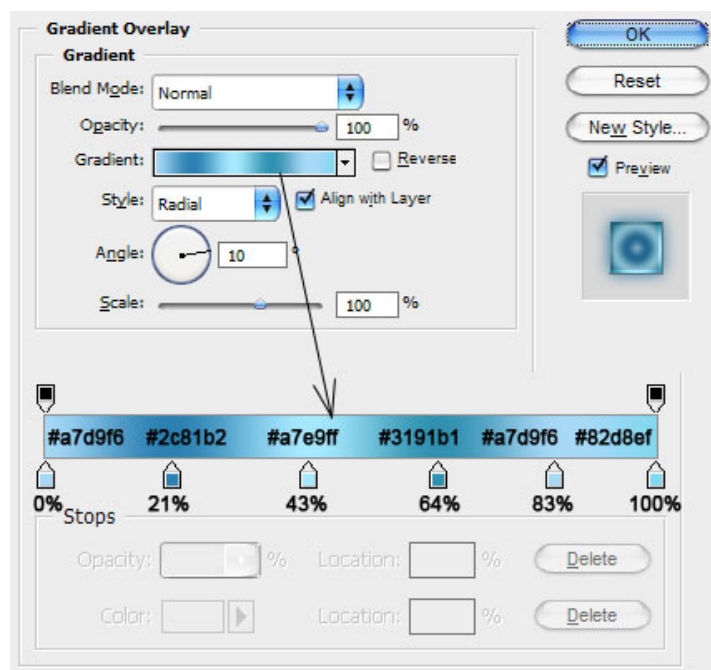 Gradient Overlay
OK
Gradient
Blend Mode: Normal
Reset
Opacity: 100 %
New Style...
Gradient: Reverse
Preview
Style: Radial Align with Layer
Angle: 10 °
Scale: 100 %
#a7d9f6 #2c81b2 #a7e9ff #3191b1 #a7d9f6 #82d8ef
0% 21% 43% 64% 83% 100%
Stops
Opacity: % Location: % Delete
Color: Location: % Delete